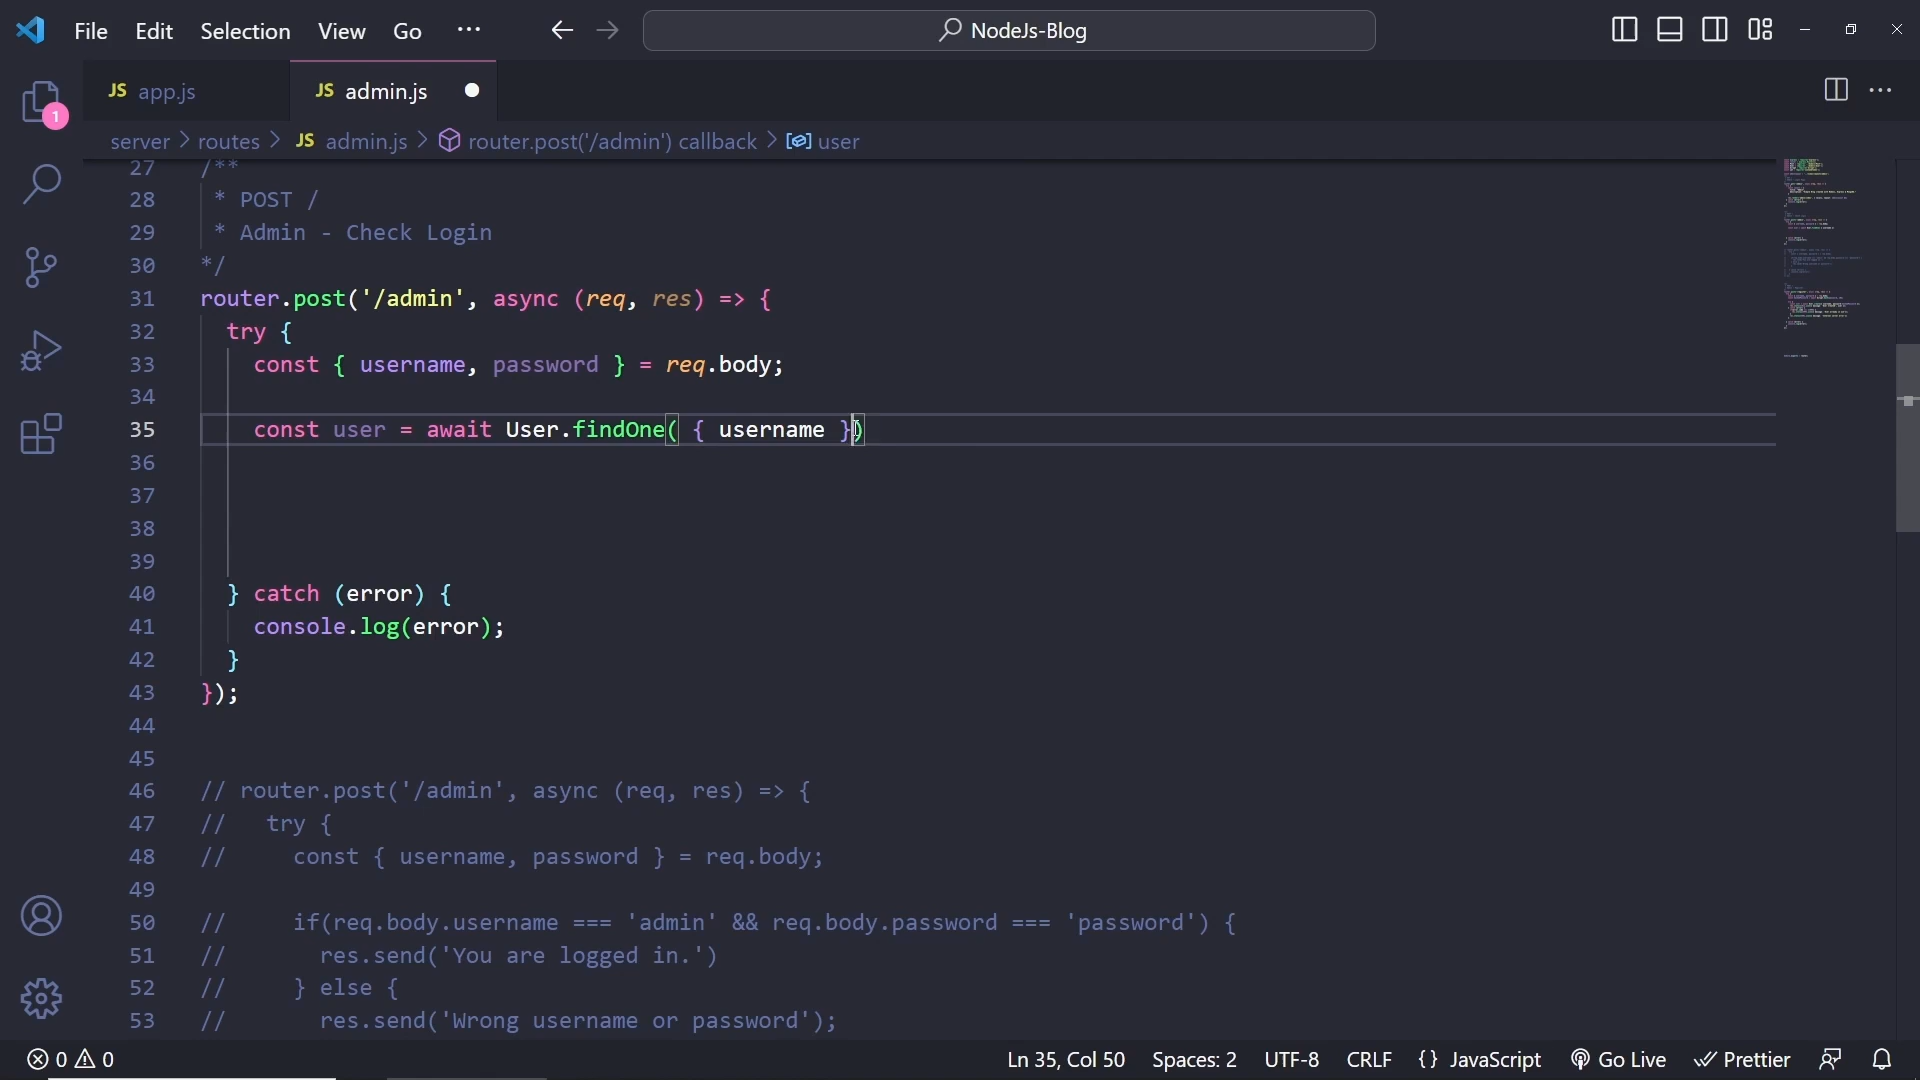 File Edit Selection View Go ··· NodeJs-Blog
JS app.js JS admin.js
1
server > routes > JS admin.js > router.post('/admin') callback > user
27 /**
28 * POST /
29 * Admin - Check Login
30 */
31 router.post('/admin', async (req, res) => {
32 try {
33 const { username, password } = req.body;
34
35 const user = await User.findOne( { username })
36
37
38
39
40 } catch (error) {
41 console.log(error);
42 }
43 });
44
45
46 // router.post('/admin', async (req, res) => {
47 // try {
48 // const { username, password } = req.body;
49
50 // if(req.body.username === 'admin' && req.body.password === 'password') {
51 // res.send('You are logged in.')
52 // } else {
53 // res.send('Wrong username or password');
0 0 Ln 35, Col 50 Spaces: 2 UTF-8 CRLF {} JavaScript Go Live Prettier